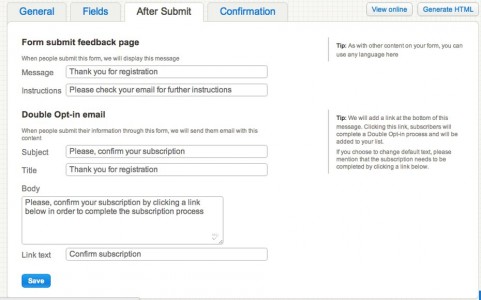 General
Fields
After Submit
Confirmation
View online
Generate HTML
Form submit feedback page
When people submit this form, we will display this message
Message
Thank you for registration
Instructions
Please check your email for further instructions
Tip: As with other content on your form, you can
use any language here
Double Opt-in email
When people submit their information through this form, we will send them email with this
content
Subject
Please, confirm your subscription
Title
Thank you for registration
Body
Please, confirm your subscription by clicking a link
below in order to complete the subscription process
Link text
Confirm subscription
Tip: We will add a link at the bottom of this
message. Clicking this link, subscribers will
complete a Double Opt-in process and will be
added to your list.
If you choose to change default text, please
mention that the subscription needs to be
completed by clicking a link below.
Save